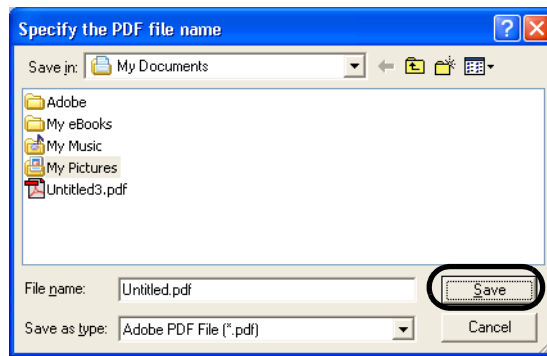 Specify the PDF file name
Save in: My Documents
Adobe
My eBooks
My Music
My Pictures
Untitled3.pdf
File name: Untitled.pdf Save
Save as type: Adobe PDF File (*.pdf) Cancel